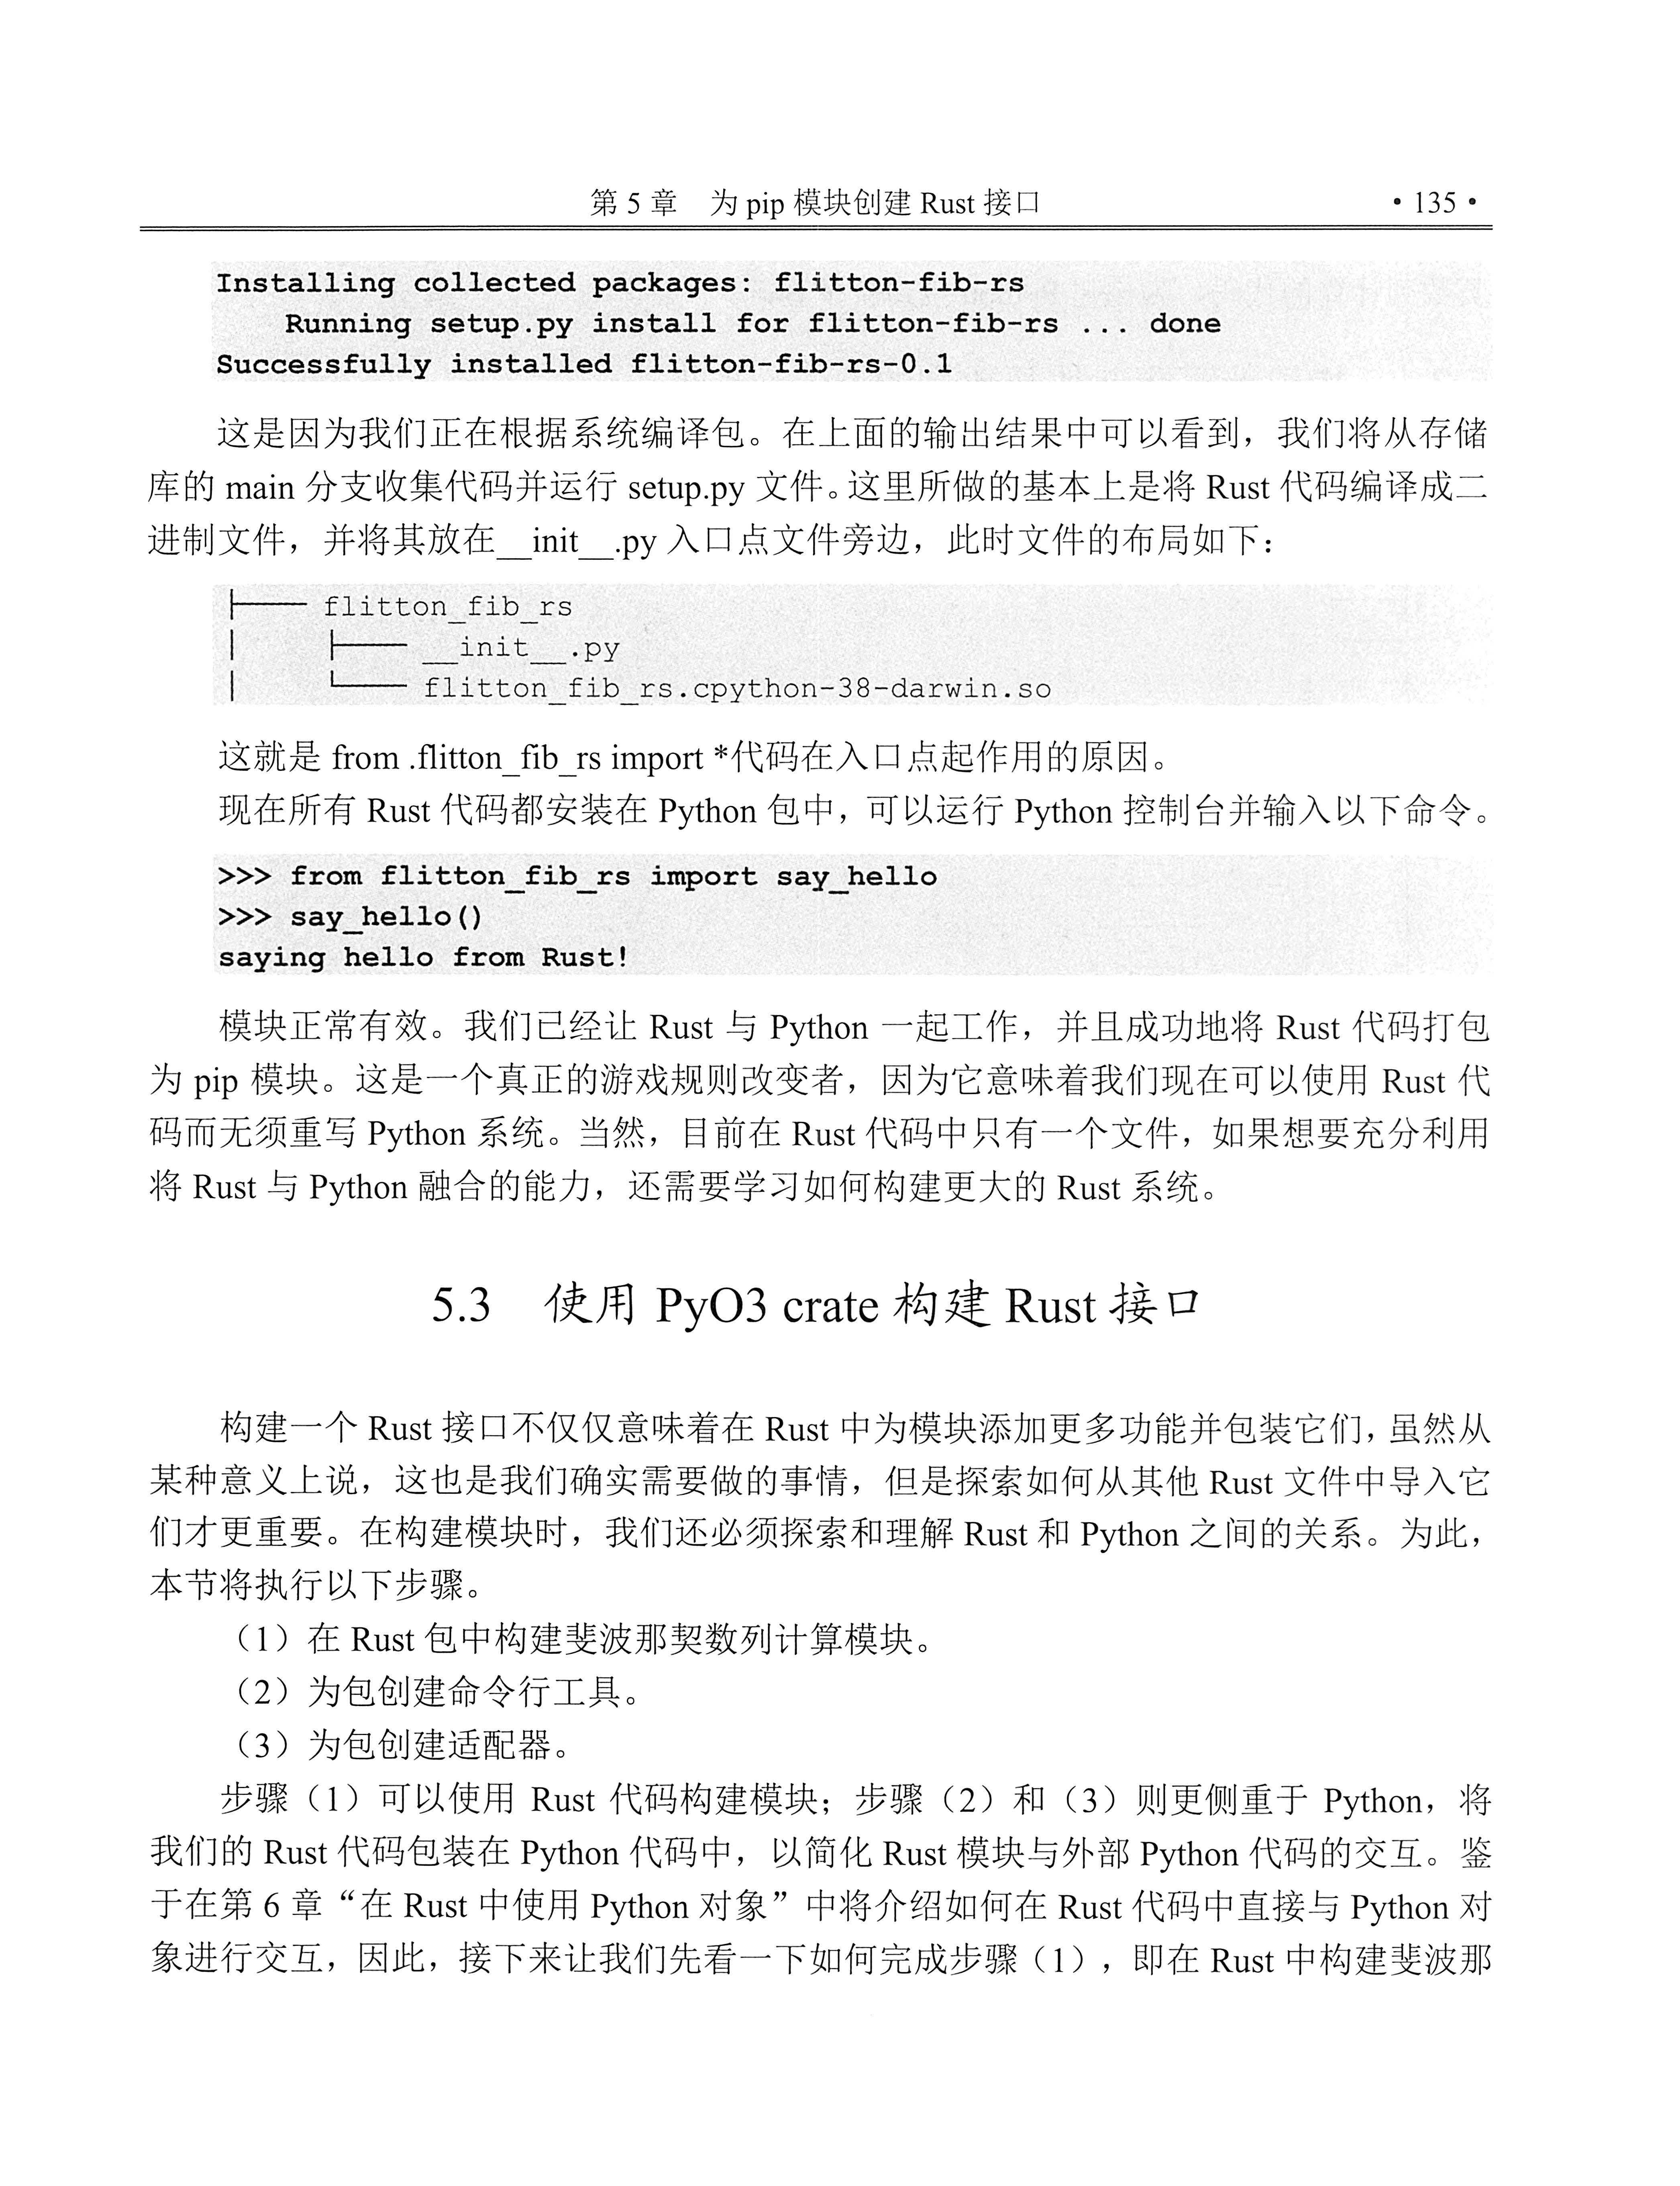 第 5 章　为 pip 模块创建 Rust 接口　　• 135 •
Installing collected packages: flitton-fib-rs
    Running setup.py install for flitton-fib-rs ... done
Successfully installed flitton-fib-rs-0.1
这是因为我们正在根据系统编译包。在上面的输出结果中可以看到，我们将从存储
库的 main 分支收集代码并运行 setup.py 文件。这里所做的基本上是将 Rust 代码编译成二
进制文件，并将其放在__init__.py 入口点文件旁边，此时文件的布局如下：
├── flitton_fib_rs
│   ├── __init__.py
│   └── flitton_fib_rs.cpython-38-darwin.so
这就是 from .flitton_fib_rs import *代码在入口点起作用的原因。
现在所有 Rust 代码都安装在 Python 包中，可以运行 Python 控制台并输入以下命令。
>>> from flitton_fib_rs import say_hello
>>> say_hello()
saying hello from Rust!
模块正常有效。我们已经让 Rust 与 Python 一起工作，并且成功地将 Rust 代码打包
为 pip 模块。这是一个真正的游戏规则改变者，因为它意味着我们现在可以使用 Rust 代
码而无须重写 Python 系统。当然，目前在 Rust 代码中只有一个文件，如果想要充分利用
将 Rust 与 Python 融合的能力，还需要学习如何构建更大的 Rust 系统。
5.3　使用 PyO3 crate 构建 Rust 接口
构建一个 Rust 接口不仅仅意味着在 Rust 中为模块添加更多功能并包装它们，虽然从
某种意义上说，这也是我们确实需要做的事情，但是探索如何从其他 Rust 文件中导入它
们才更重要。在构建模块时，我们还必须探索和理解 Rust 和 Python 之间的关系。为此，
本节将执行以下步骤。
（1）在 Rust 包中构建斐波那契数列计算模块。
（2）为包创建命令行工具。
（3）为包创建适配器。
步骤（1）可以使用 Rust 代码构建模块；步骤（2）和（3）则更侧重于 Python，将
我们的 Rust 代码包装在 Python 代码中，以简化 Rust 模块与外部 Python 代码的交互。鉴
于在第 6 章“在 Rust 中使用 Python 对象”中将介绍如何在 Rust 代码中直接与 Python 对
象进行交互，因此，接下来让我们先看一下如何完成步骤（1），即在 Rust 中构建斐波那